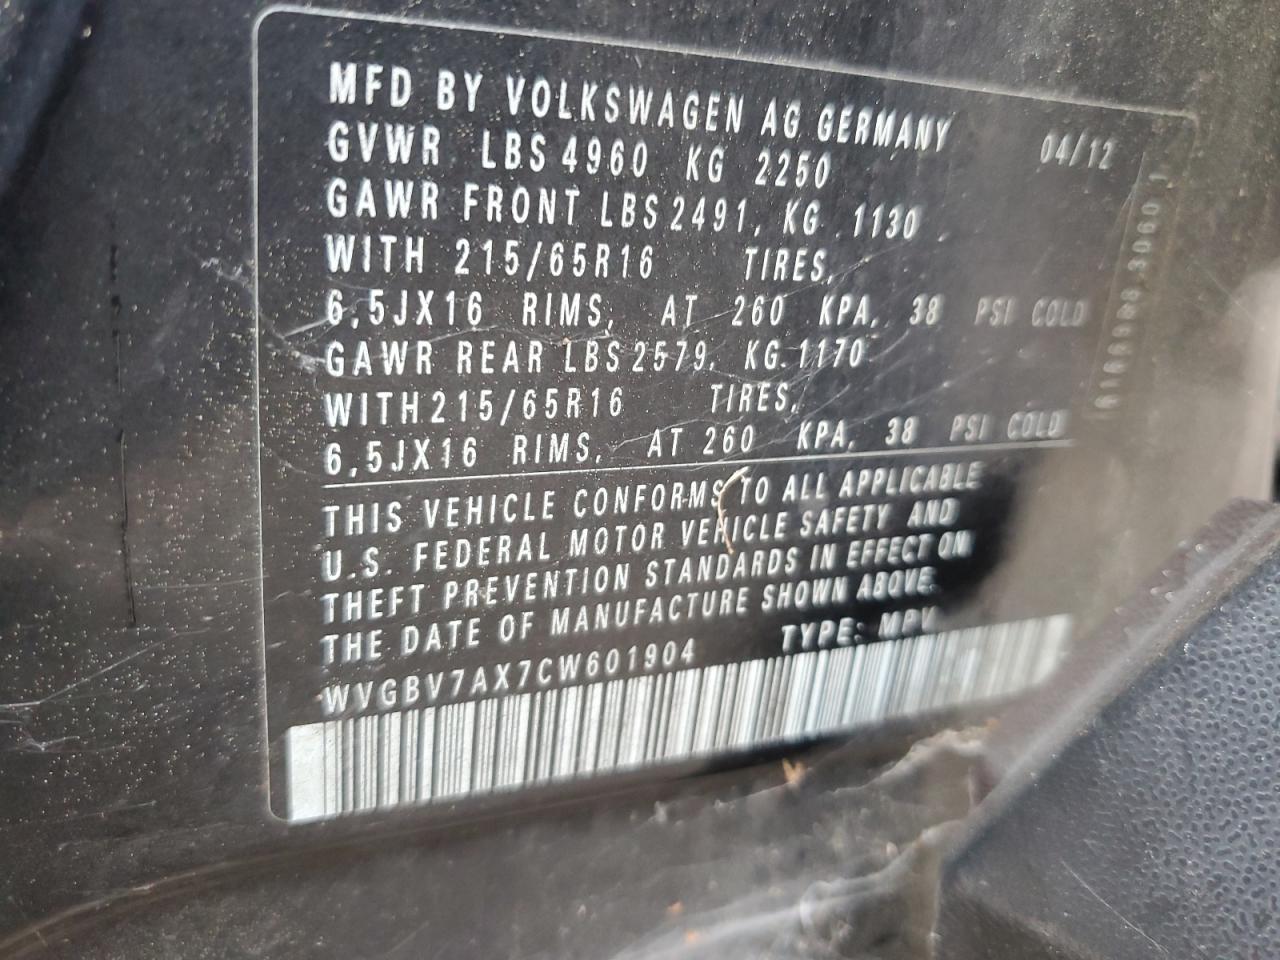 MFD BY VOLKSWAGEN AG GERMANY 04/12
GVWR LBS 4960 KG 2250
GAWR FRONT LBS 2491, KG . 1130 .
WITH 215/65R16 TIRES,
6,5JX16 RIMS, AT 260 KPA, 38 PSI COLD
GAWR REAR LBS 2579, KG. 1170
WITH 215/65R16 TIRES,
6,5JX16 RIMS, AT 260 KPA, 38 PSI COLD
THIS VEHICLE CONFORMS TO ALL APPLICABLE
U.S. FEDERAL MOTOR VEHICLE SAFETY AND
THEFT PREVENTION STANDARDS IN EFFECT ON
THE DATE OF MANUFACTURE SHOWN ABOVE.
WVGBV7AX7CW601904 TYPE: MPV